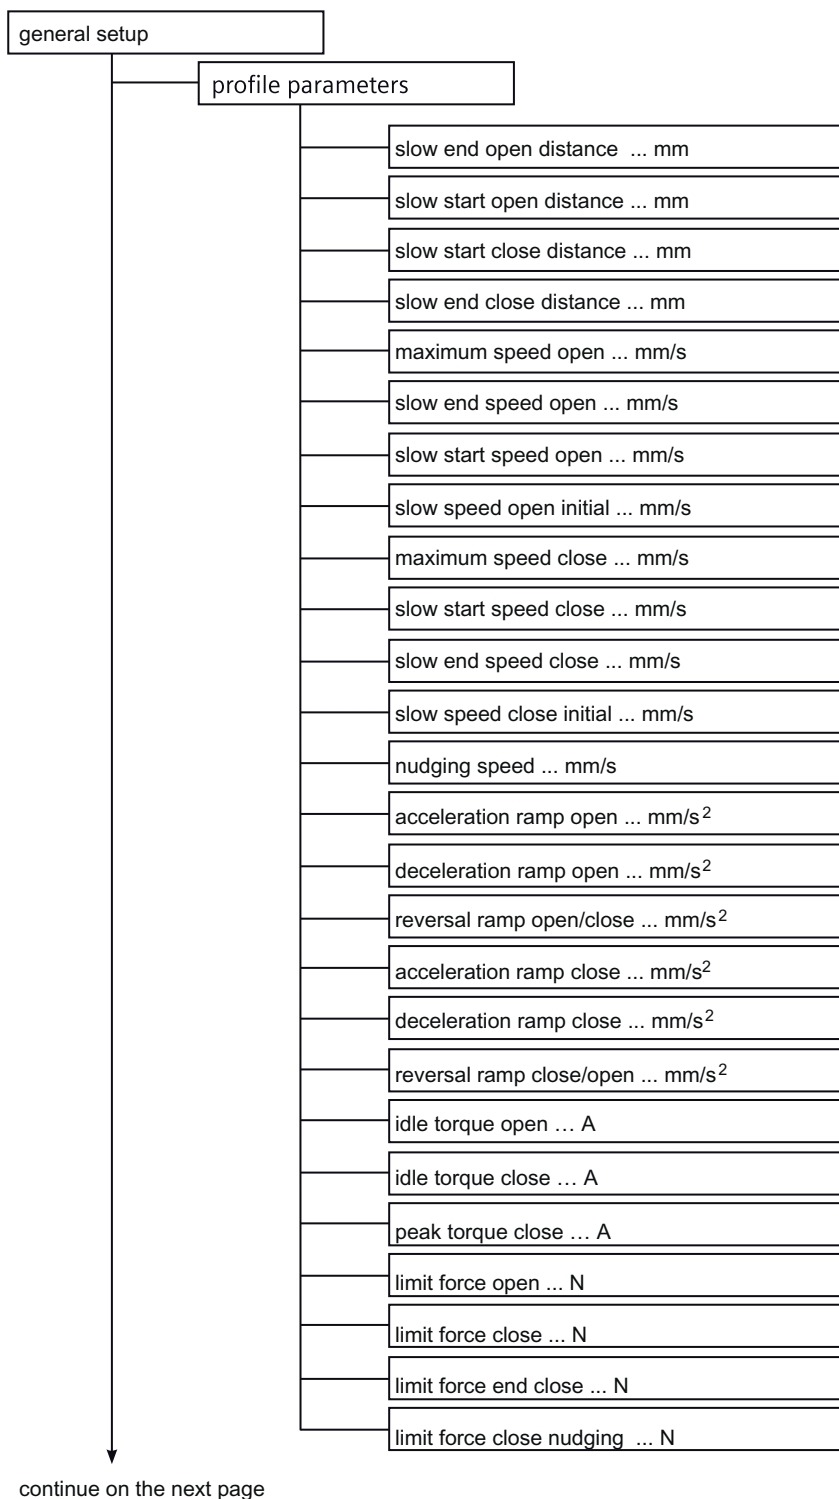 general setup
profile parameters
slow end open distance ... mm
slow start open distance ... mm
slow start close distance ... mm
slow end close distance ... mm
maximum speed open ... mm/s
slow end speed open ... mm/s
slow start speed open ... mm/s
slow speed open initial ... mm/s
maximum speed close ... mm/s
slow start speed close ... mm/s
slow end speed close ... mm/s
slow speed close initial ... mm/s
nudging speed ... mm/s
acceleration ramp open ... mm/s²
deceleration ramp open ... mm/s²
reversal ramp open/close ... mm/s²
acceleration ramp close ... mm/s²
deceleration ramp close ... mm/s²
reversal ramp close/open ... mm/s²
idle torque open … A
idle torque close … A
peak torque close … A
limit force open ... N
limit force close ... N
limit force end close ... N
limit force close nudging ... N
continue on the next page